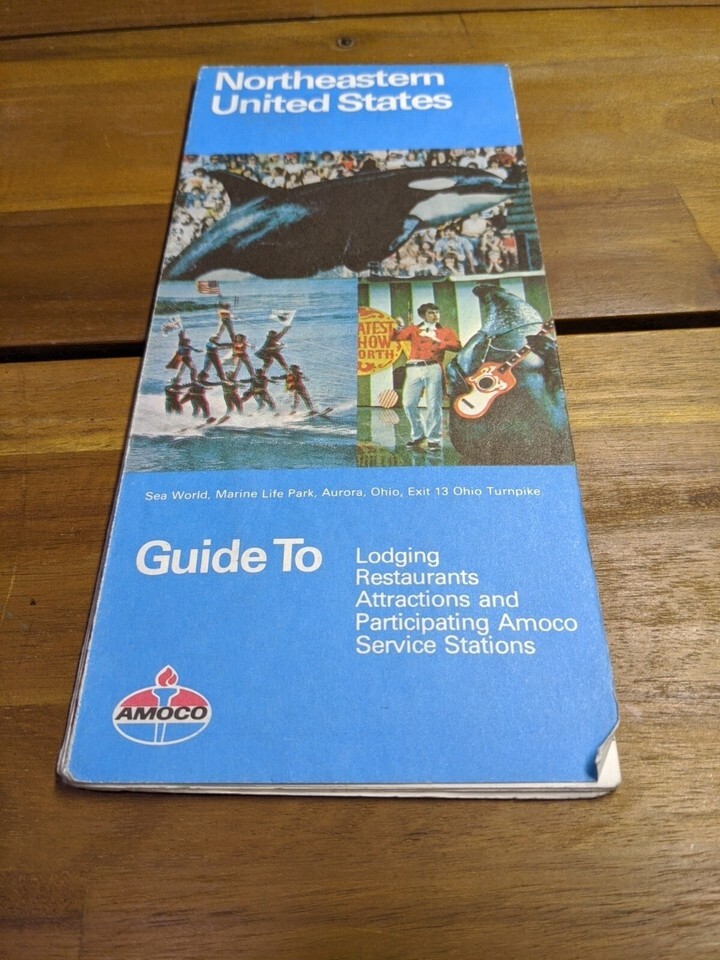 Northeastern
United States
Sea World, Marine Life Park, Aurora, Ohio, Exit 13 Ohio Turnpike
Guide To
Lodging
Restaurants
Attractions and
Participating Amoco
Service Stations
AMOCO